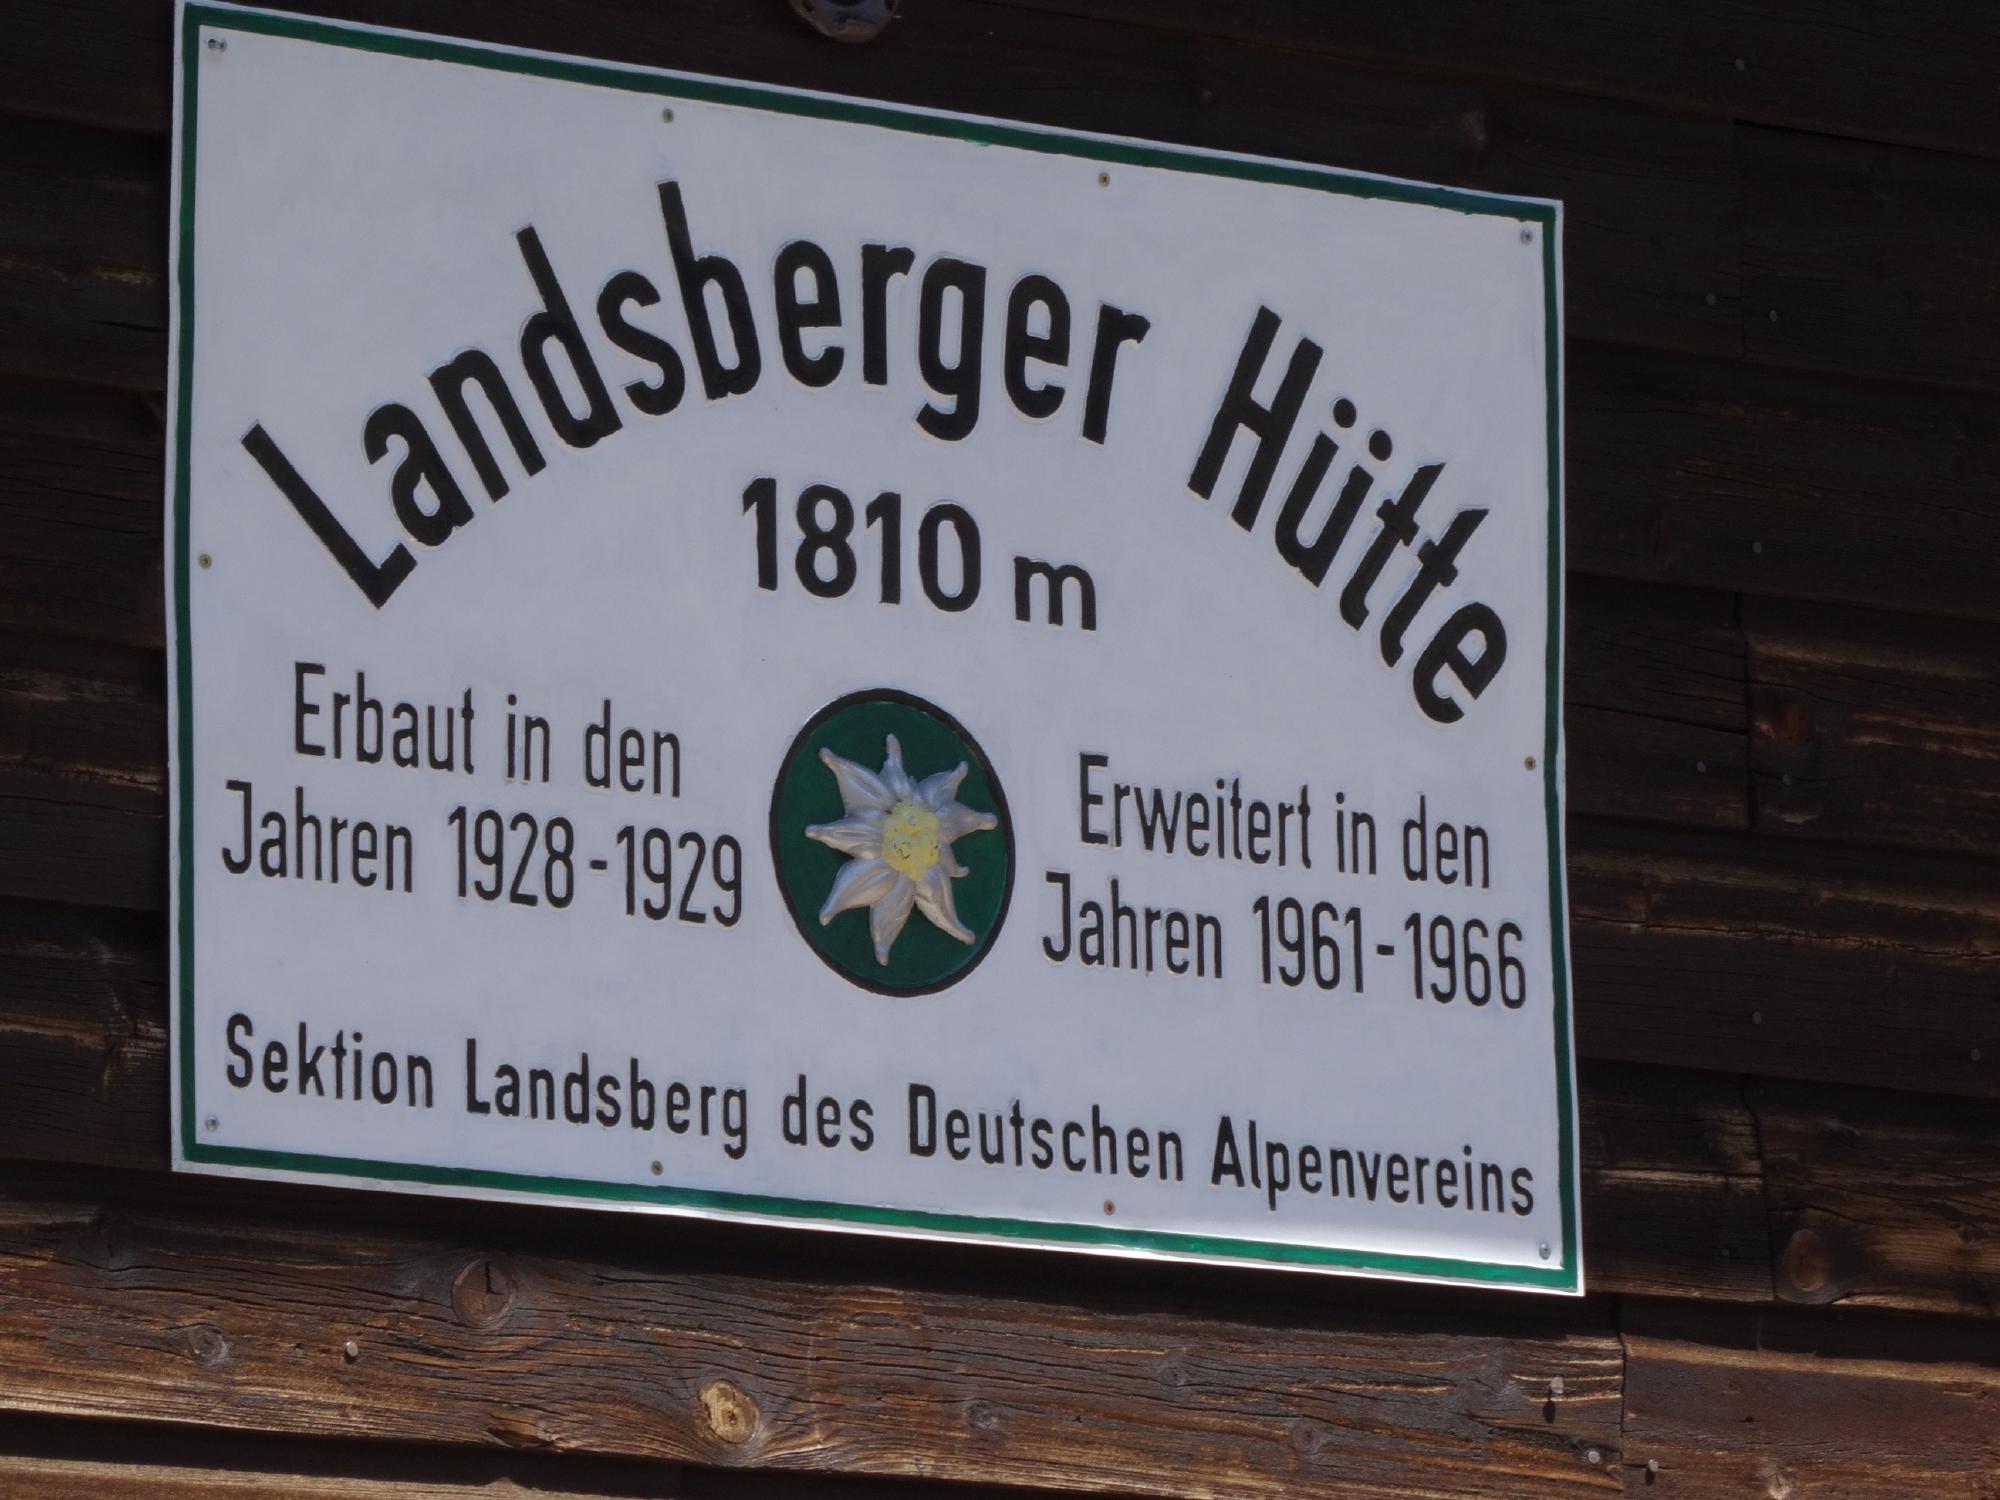 Landsberger Hütte
1810 m
Erbaut in den
Jahren 1928-1929
Erweitert in den
Jahren 1961-1966
Sektion Landsberg des Deutschen Alpenvereins